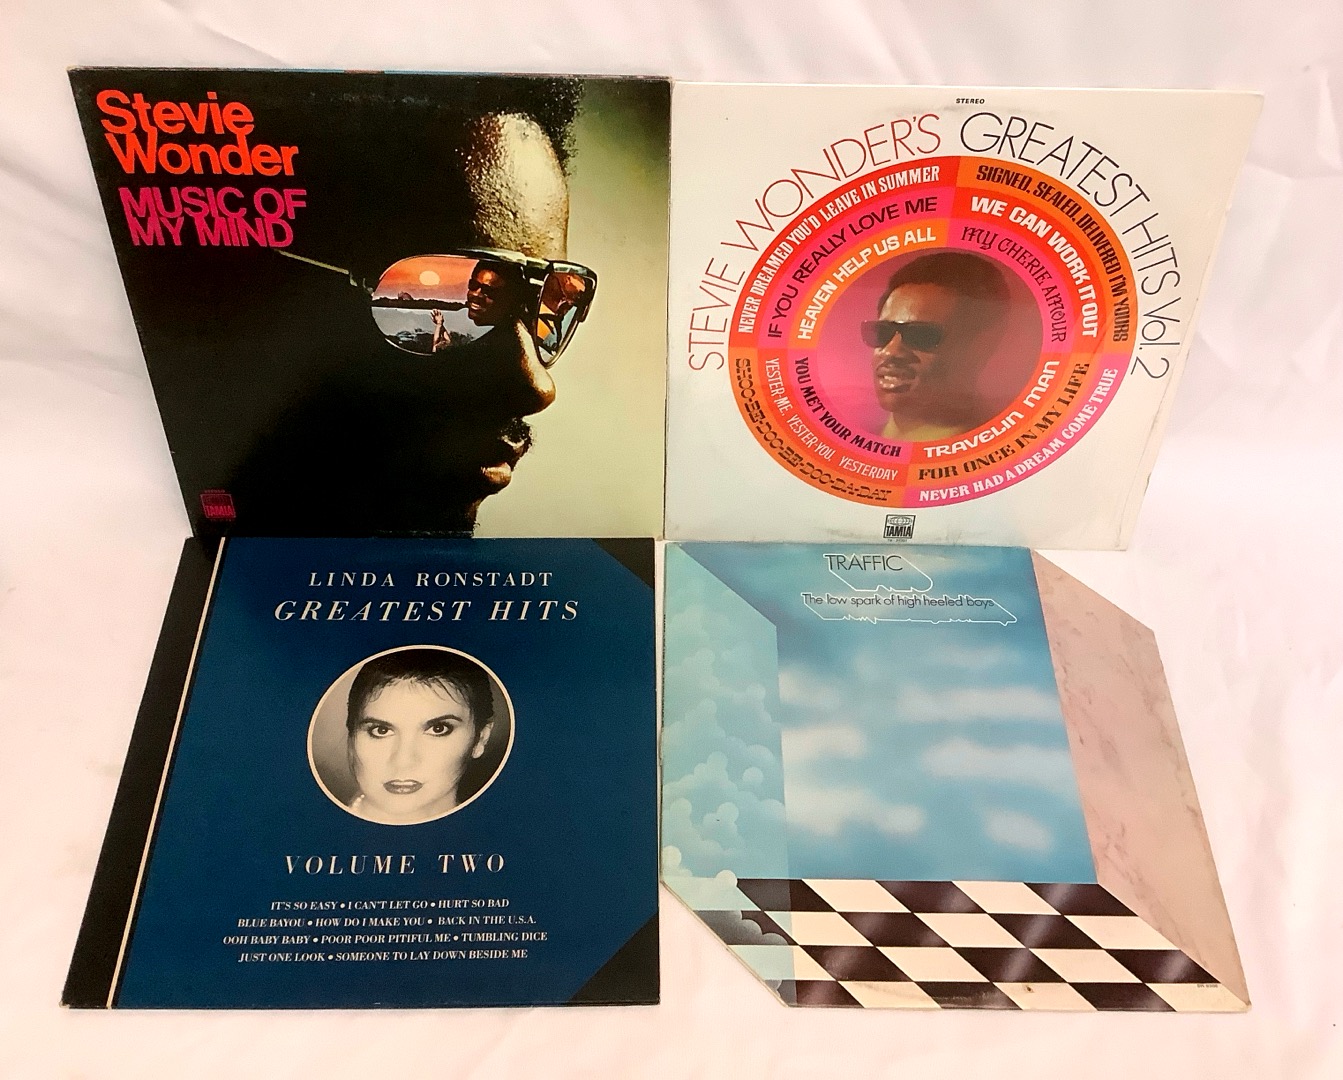 Stevie
Wonder
MUSIC OF
MY MIND
STEREO
TAMLA
STEREO
STEVIE WONDER'S GREATEST HITS Vol. 2
NEVER DREAMED YOU'D LEAVE IN SUMMER
SIGNED, SEALED, DELIVERED I'M YOURS
IF YOU REALLY LOVE ME
WE CAN WORK IT OUT
HEAVEN HELP US ALL
MY CHERIE AMOUR
SHOO-BE-DOO-BE-DOO-DA-DAY
YESTER-ME, YESTER-YOU, YESTERDAY
YOU MET YOUR MATCH
TRAVELIN MAN
FOR ONCE IN MY LIFE
NEVER HAD A DREAM COME TRUE
TAMLA
LINDA RONSTADT
GREATEST HITS
VOLUME TWO
IT'S SO EASY • I CAN'T LET GO • HURT SO BAD
BLUE BAYOU • HOW DO I MAKE YOU • BACK IN THE U.S.A.
OOH BABY BABY • POOR POOR PITIFUL ME • TUMBLING DICE
JUST ONE LOOK • SOMEONE TO LAY DOWN BESIDE ME
TRAFFIC
The low spark of high heeled boys